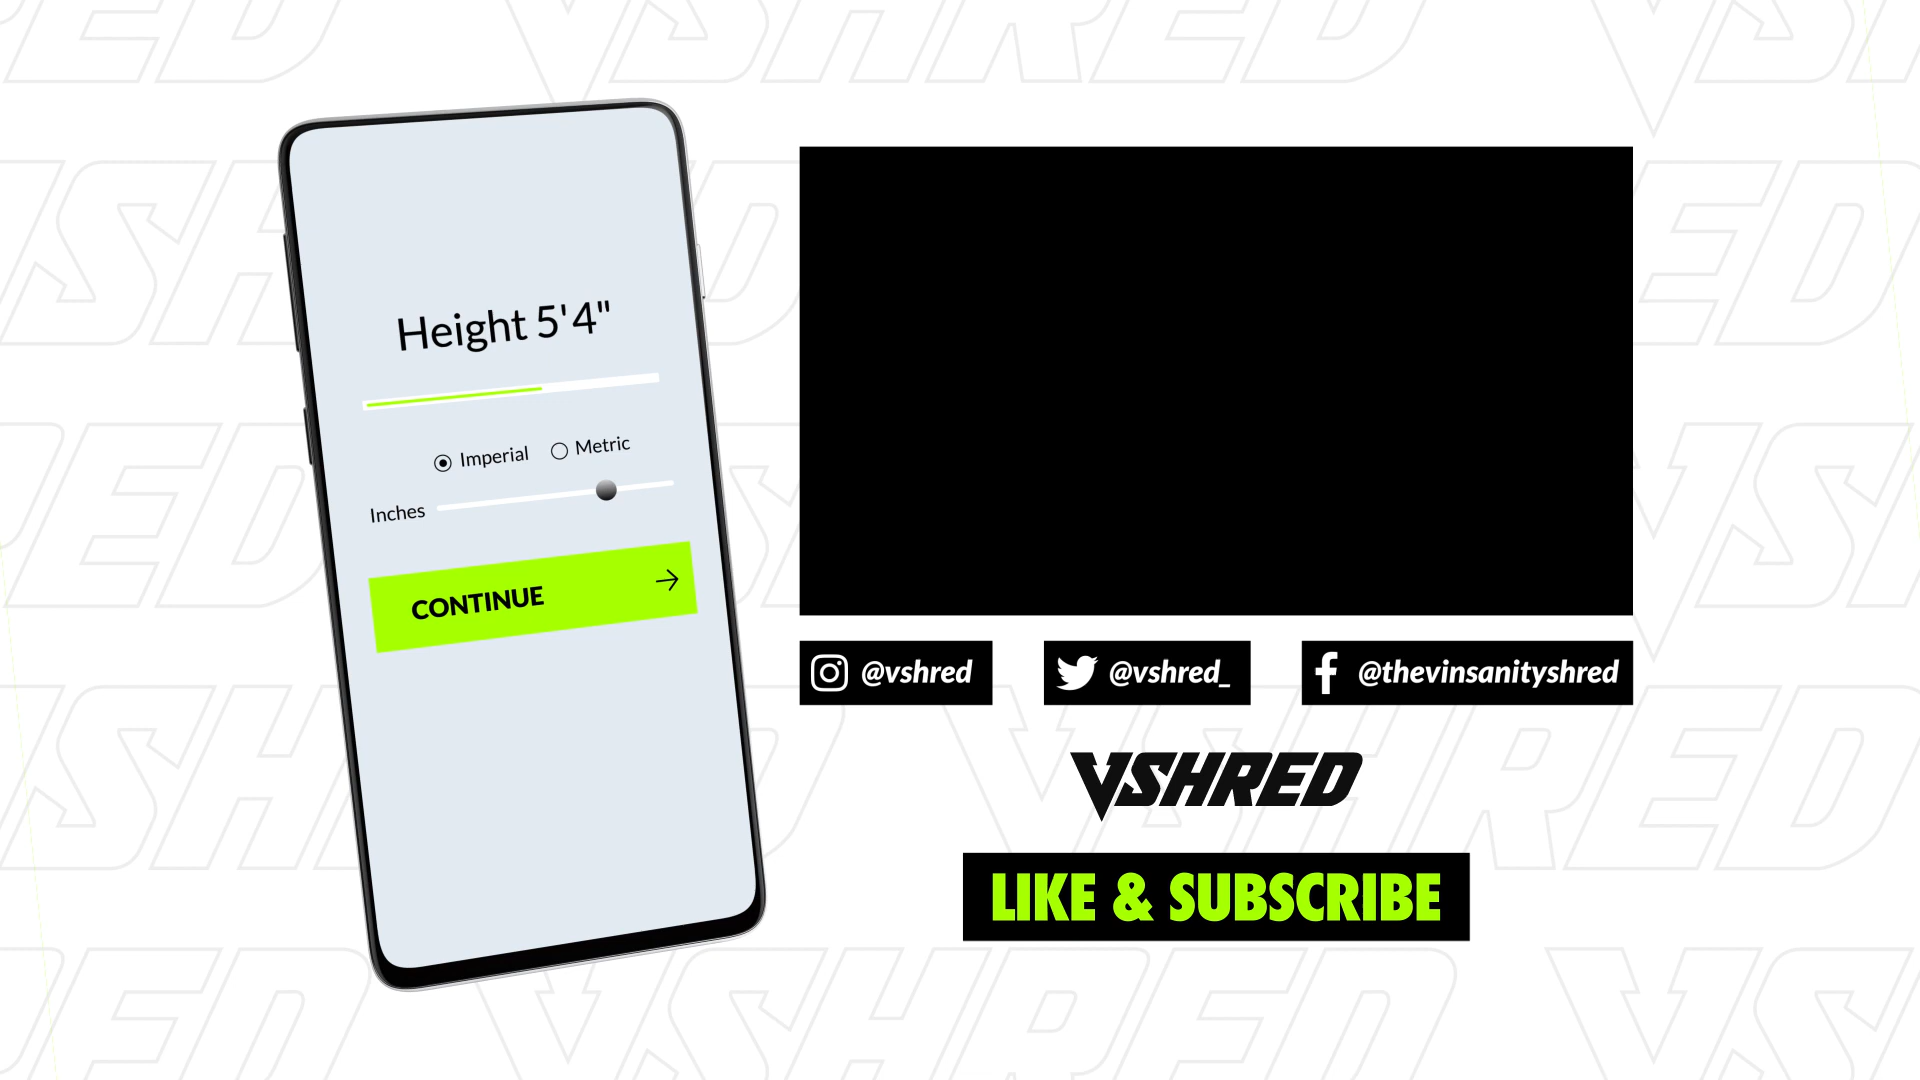 Height 5'4"
Imperial Metric
Inches
CONTINUE
@vshred
@vshred_
@thevinsanityshred
VSHRED
LIKE & SUBSCRIBE